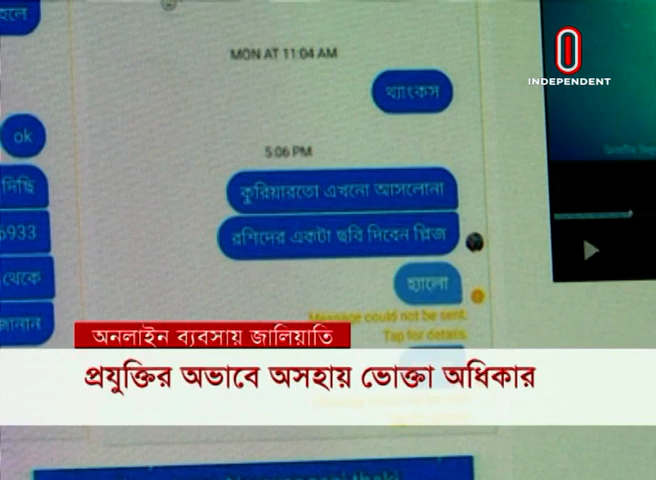 হলে
MON AT 11:04 AM
INDEPENDENT
থ্যাংকস
ok
5:06 PM
দিছি
কুরিয়ারতো এখনো আসলোনা
6933
রশিদের একটা ছবি দিবেন প্লিজ
থেকে
হ্যালো
জানান
Message could not be sent.
Tap for details.
অনলাইন ব্যবসায় জালিয়াতি
প্রযুক্তির অভাবে অসহায় ভোক্তা অধিকার